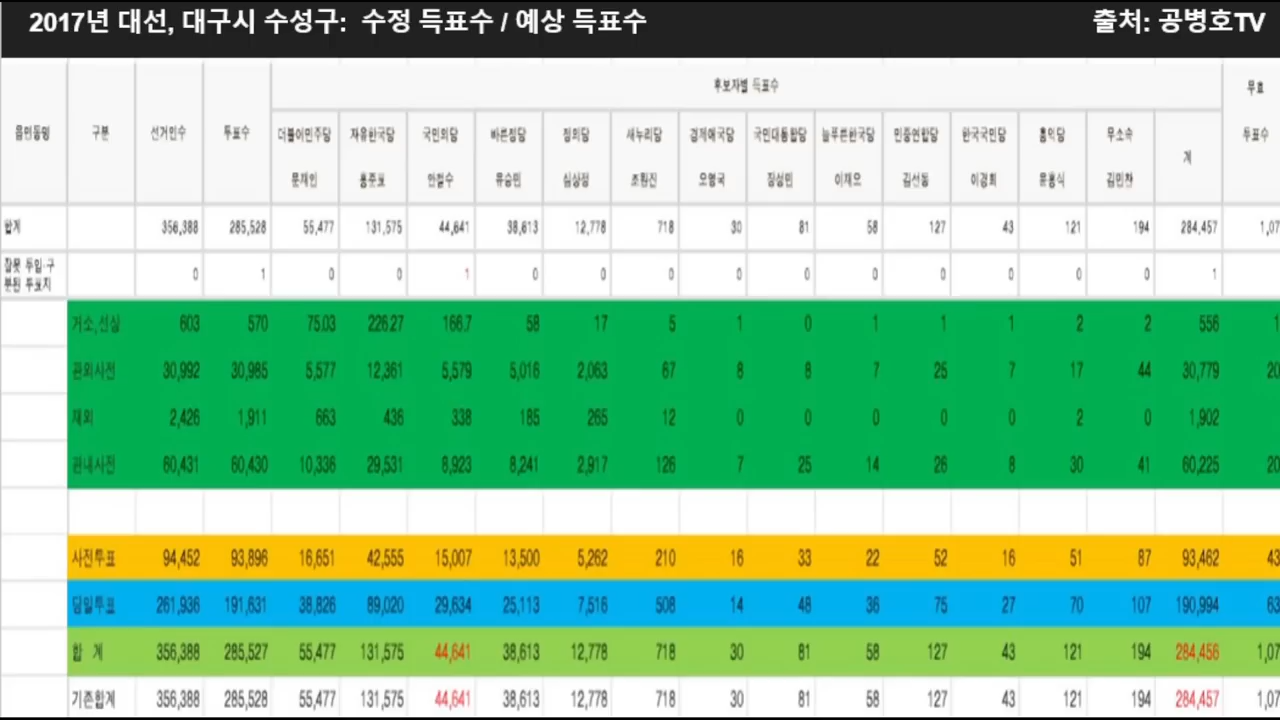 2017년 대선, 대구시 수성구: 수정 득표수 / 예상 득표수 출처: 공병호TV
후보자별 득표수 무효
읍면동명 구분 선거인수 투표수 더불어민주당 자유한국당 국민의당 바른정당 정의당 새누리당 경제애국당 국민대통합당 늘푸른한국당 민중연합당 한국국민당 홍익당 무소속 계 투표수
문재인 홍준표 안철수 유승민 심상정 조원진 오영국 장성민 이재오 김선동 이경희 윤홍식 김민찬
합계 356,388 285,528 55,477 131,575 44,641 38,613 12,778 718 30 81 58 127 43 121 194 284,457 1,07
잘못 투입·구분된 투표지 0 1 0 0 1 0 0 0 0 0 0 0 0 0 0 1
거소,선상 603 570 75.03 226.27 166.7 58 17 5 1 0 1 1 1 2 2 556 1
관외사전 30,992 30,985 5,577 12,361 5,579 5,016 2,063 67 8 8 7 25 7 17 44 30,779 20
재외 2,426 1,911 663 436 338 185 265 12 0 0 0 0 0 2 0 1,902
관내사전 60,431 60,430 10,336 29,531 8,923 8,241 2,917 126 7 25 14 26 8 30 41 60,225 20
사전투표 94,452 93,896 16,651 42,555 15,007 13,500 5,262 210 16 33 22 52 16 51 87 93,462 43
당일투표 261,936 191,631 38,826 89,020 29,634 25,113 7,516 508 14 48 36 75 27 70 107 190,994 63
합 계 356,388 285,527 55,477 131,575 44,641 38,613 12,778 718 30 81 58 127 43 121 194 284,456 1,07
기존합계 356,388 285,528 55,477 131,575 44,641 38,613 12,778 718 30 81 58 127 43 121 194 284,457 1,07